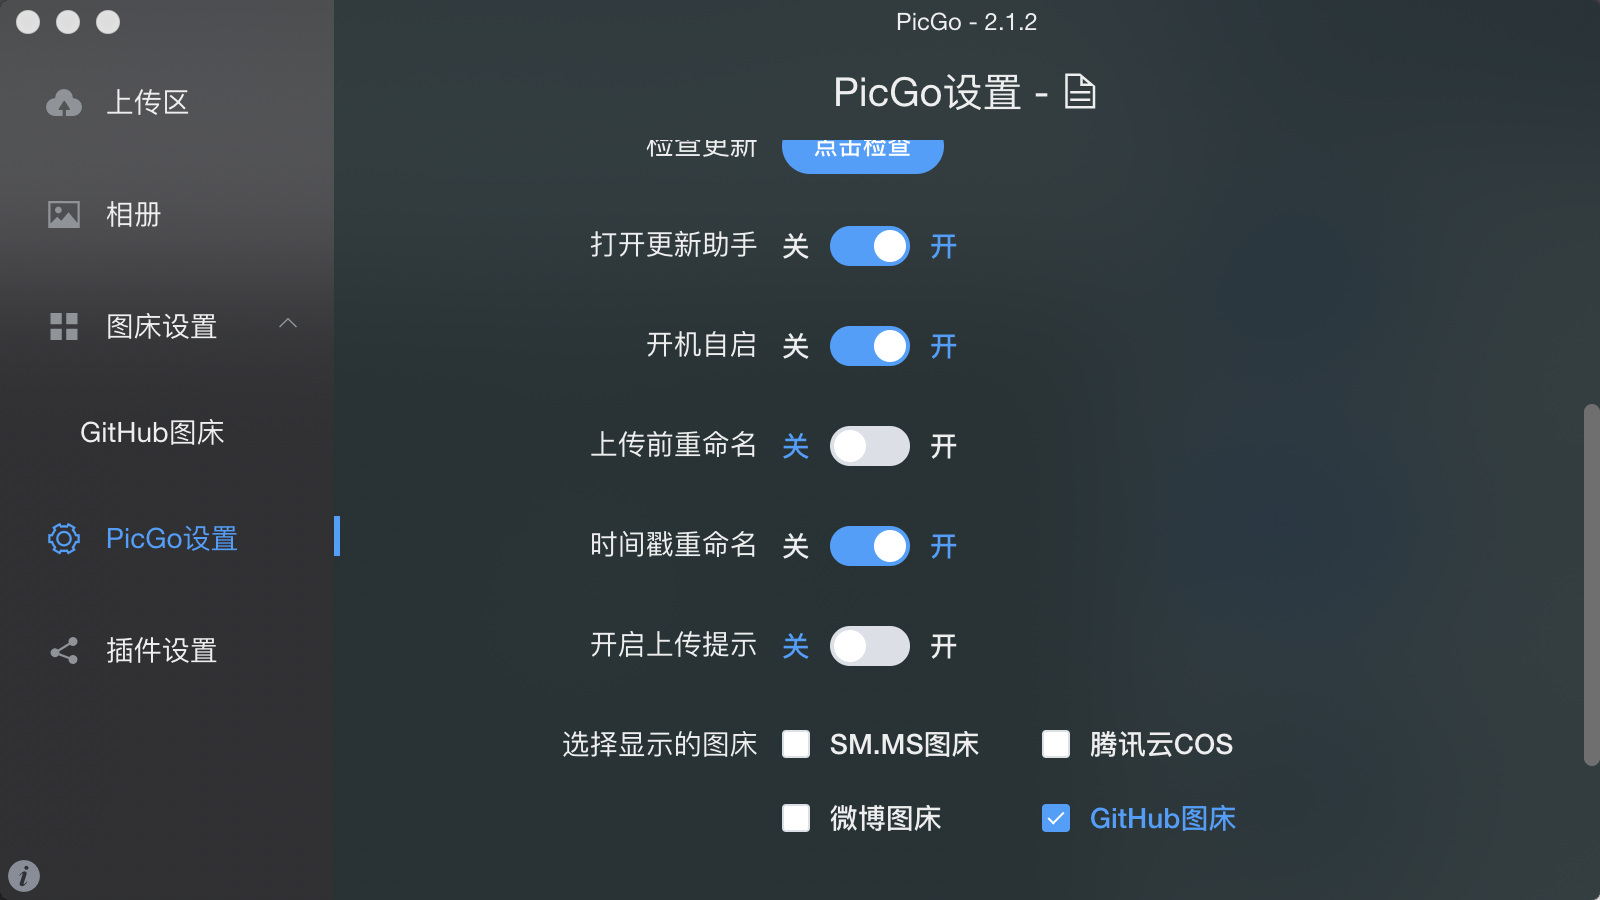 PicGo - 2.1.2
上传区
相册
图床设置
GitHub图床
PicGo设置
插件设置
PicGo设置 -
检查更新 点击检查
打开更新助手 关 开
开机自启 关 开
上传前重命名 关 开
时间戳重命名 关 开
开启上传提示 关 开
选择显示的图床 SM.MS图床 腾讯云COS
微博图床 GitHub图床